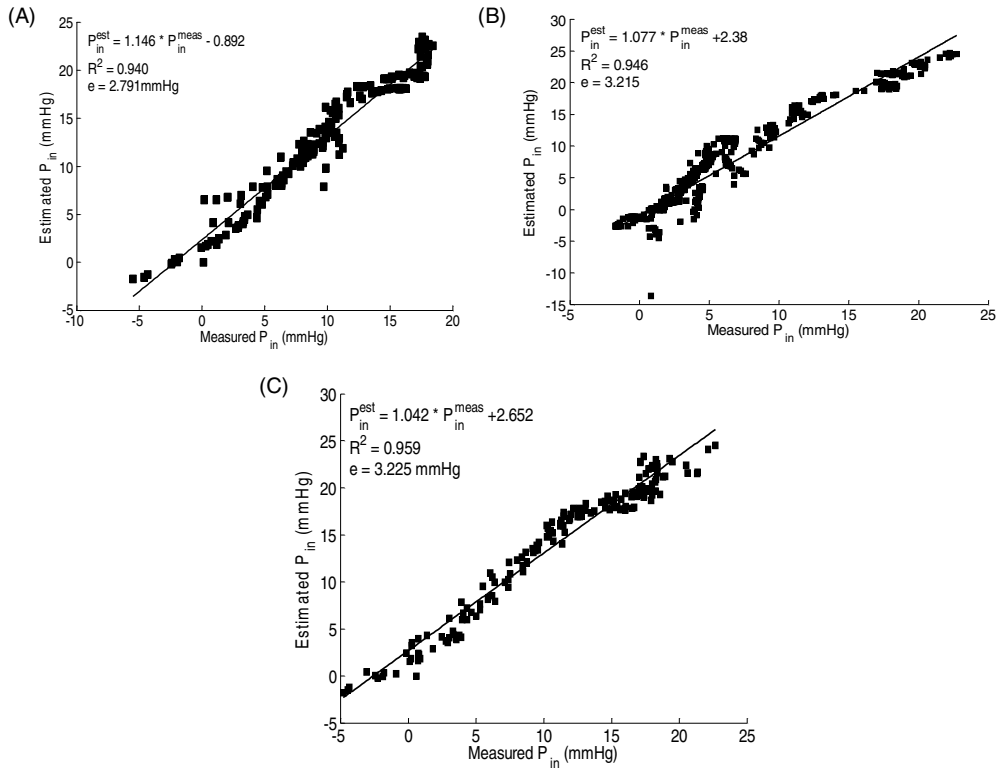 (A)
P_in^est = 1.146 * P_in^meas - 0.892
R² = 0.940
e = 2.791mmHg
25
20
15
10
5
0
-5
Estimated P_in (mmHg)
-10
-5
0
5
10
15
20
Measured P_in (mmHg)
(B)
P_in^est = 1.077 * P_in^meas +2.38
R² = 0.946
e = 3.215
30
25
20
15
10
5
0
-5
-10
-15
Estimated P_in (mmHg)
-5
0
5
10
15
20
25
Measured P_in (mmHg)
(C)
P_in^est = 1.042 * P_in^meas +2.652
R² = 0.959
e = 3.225 mmHg
30
25
20
15
10
5
0
-5
Estimated P_in (mmHg)
-5
0
5
10
15
20
25
Measured P_in (mmHg)